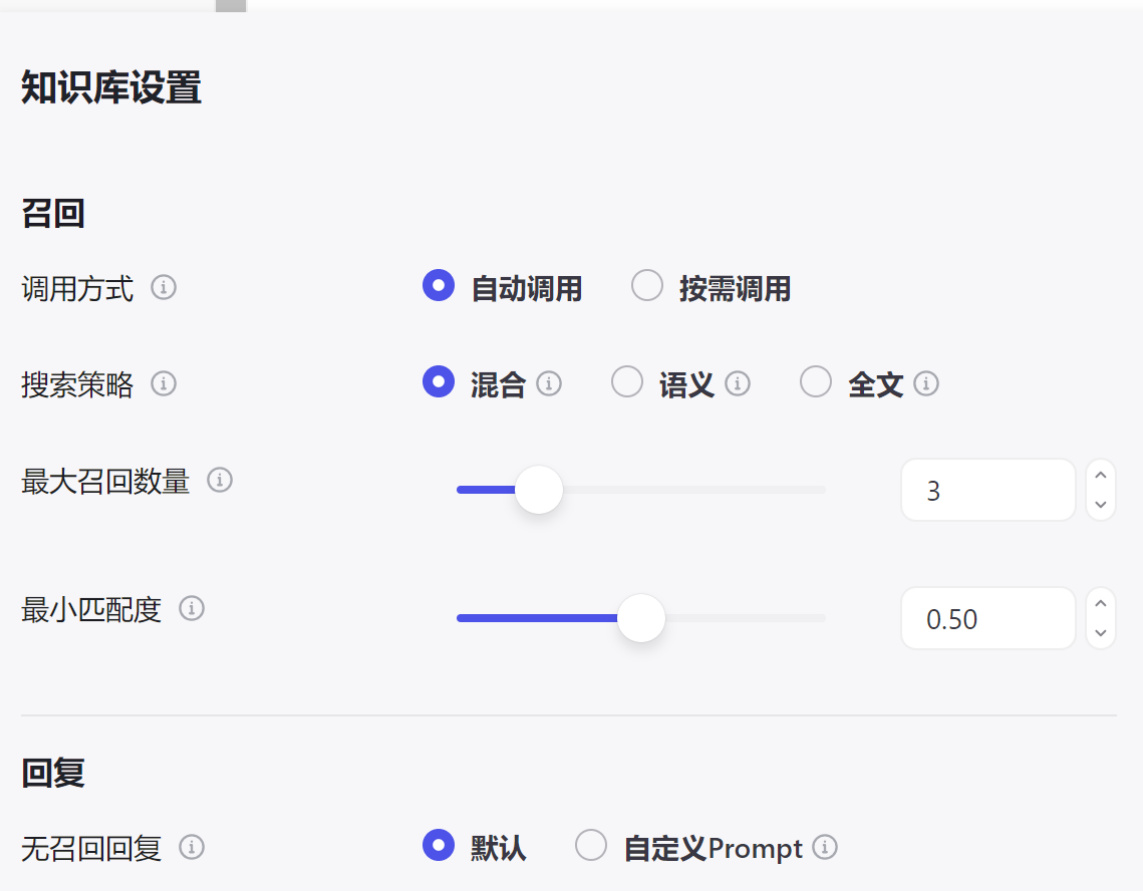 知识库设置
召回
调用方式 自动调用 按需调用
搜索策略 混合 语义 全文
最大召回数量 3
最小匹配度 0.50
回复
无召回回复 默认 自定义Prompt